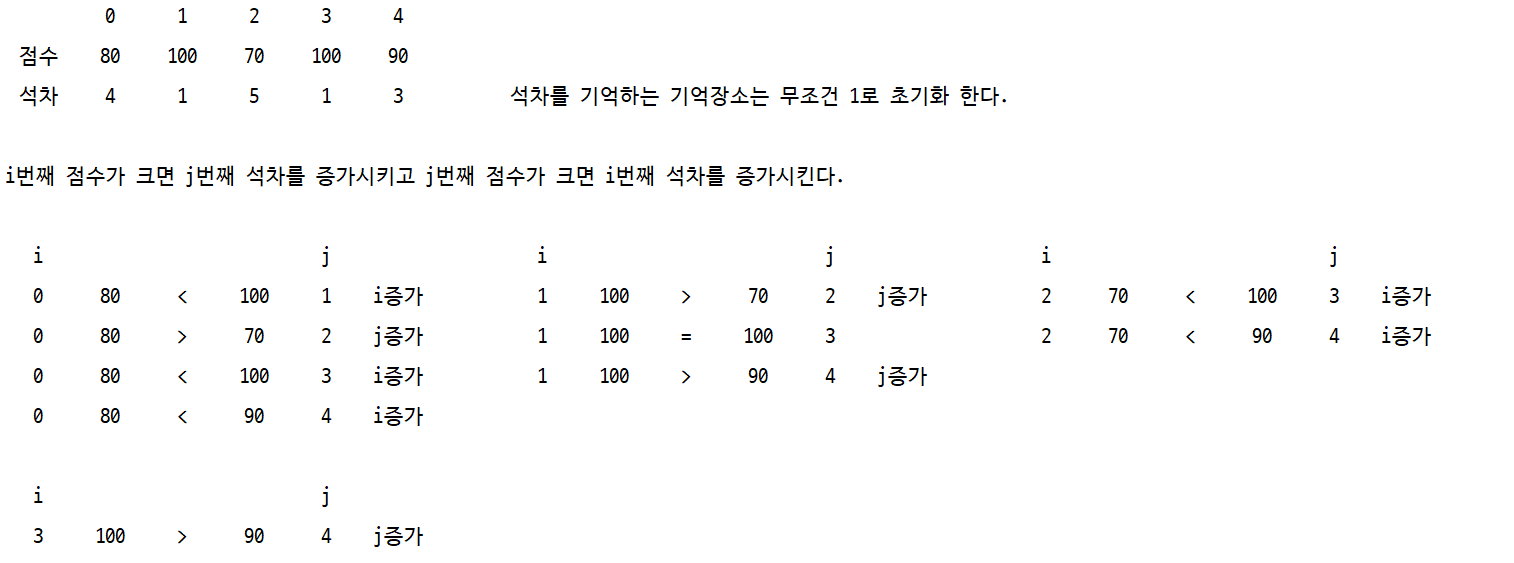 0 1 2 3 4
점수 80 100 70 100 90
석차 4 1 5 1 3 석차를 기억하는 기억장소는 무조건 1로 초기화 한다.
i번째 점수가 크면 j번째 석차를 증가시키고 j번째 점수가 크면 i번째 석차를 증가시킨다.
i j i j i j
0 80 < 100 1 i증가 1 100 > 70 2 j증가 2 70 < 100 3 i증가
0 80 > 70 2 j증가 1 100 = 100 3 2 70 < 90 4 i증가
0 80 < 100 3 i증가 1 100 > 90 4 j증가
0 80 < 90 4 i증가
i j
3 100 > 90 4 j증가